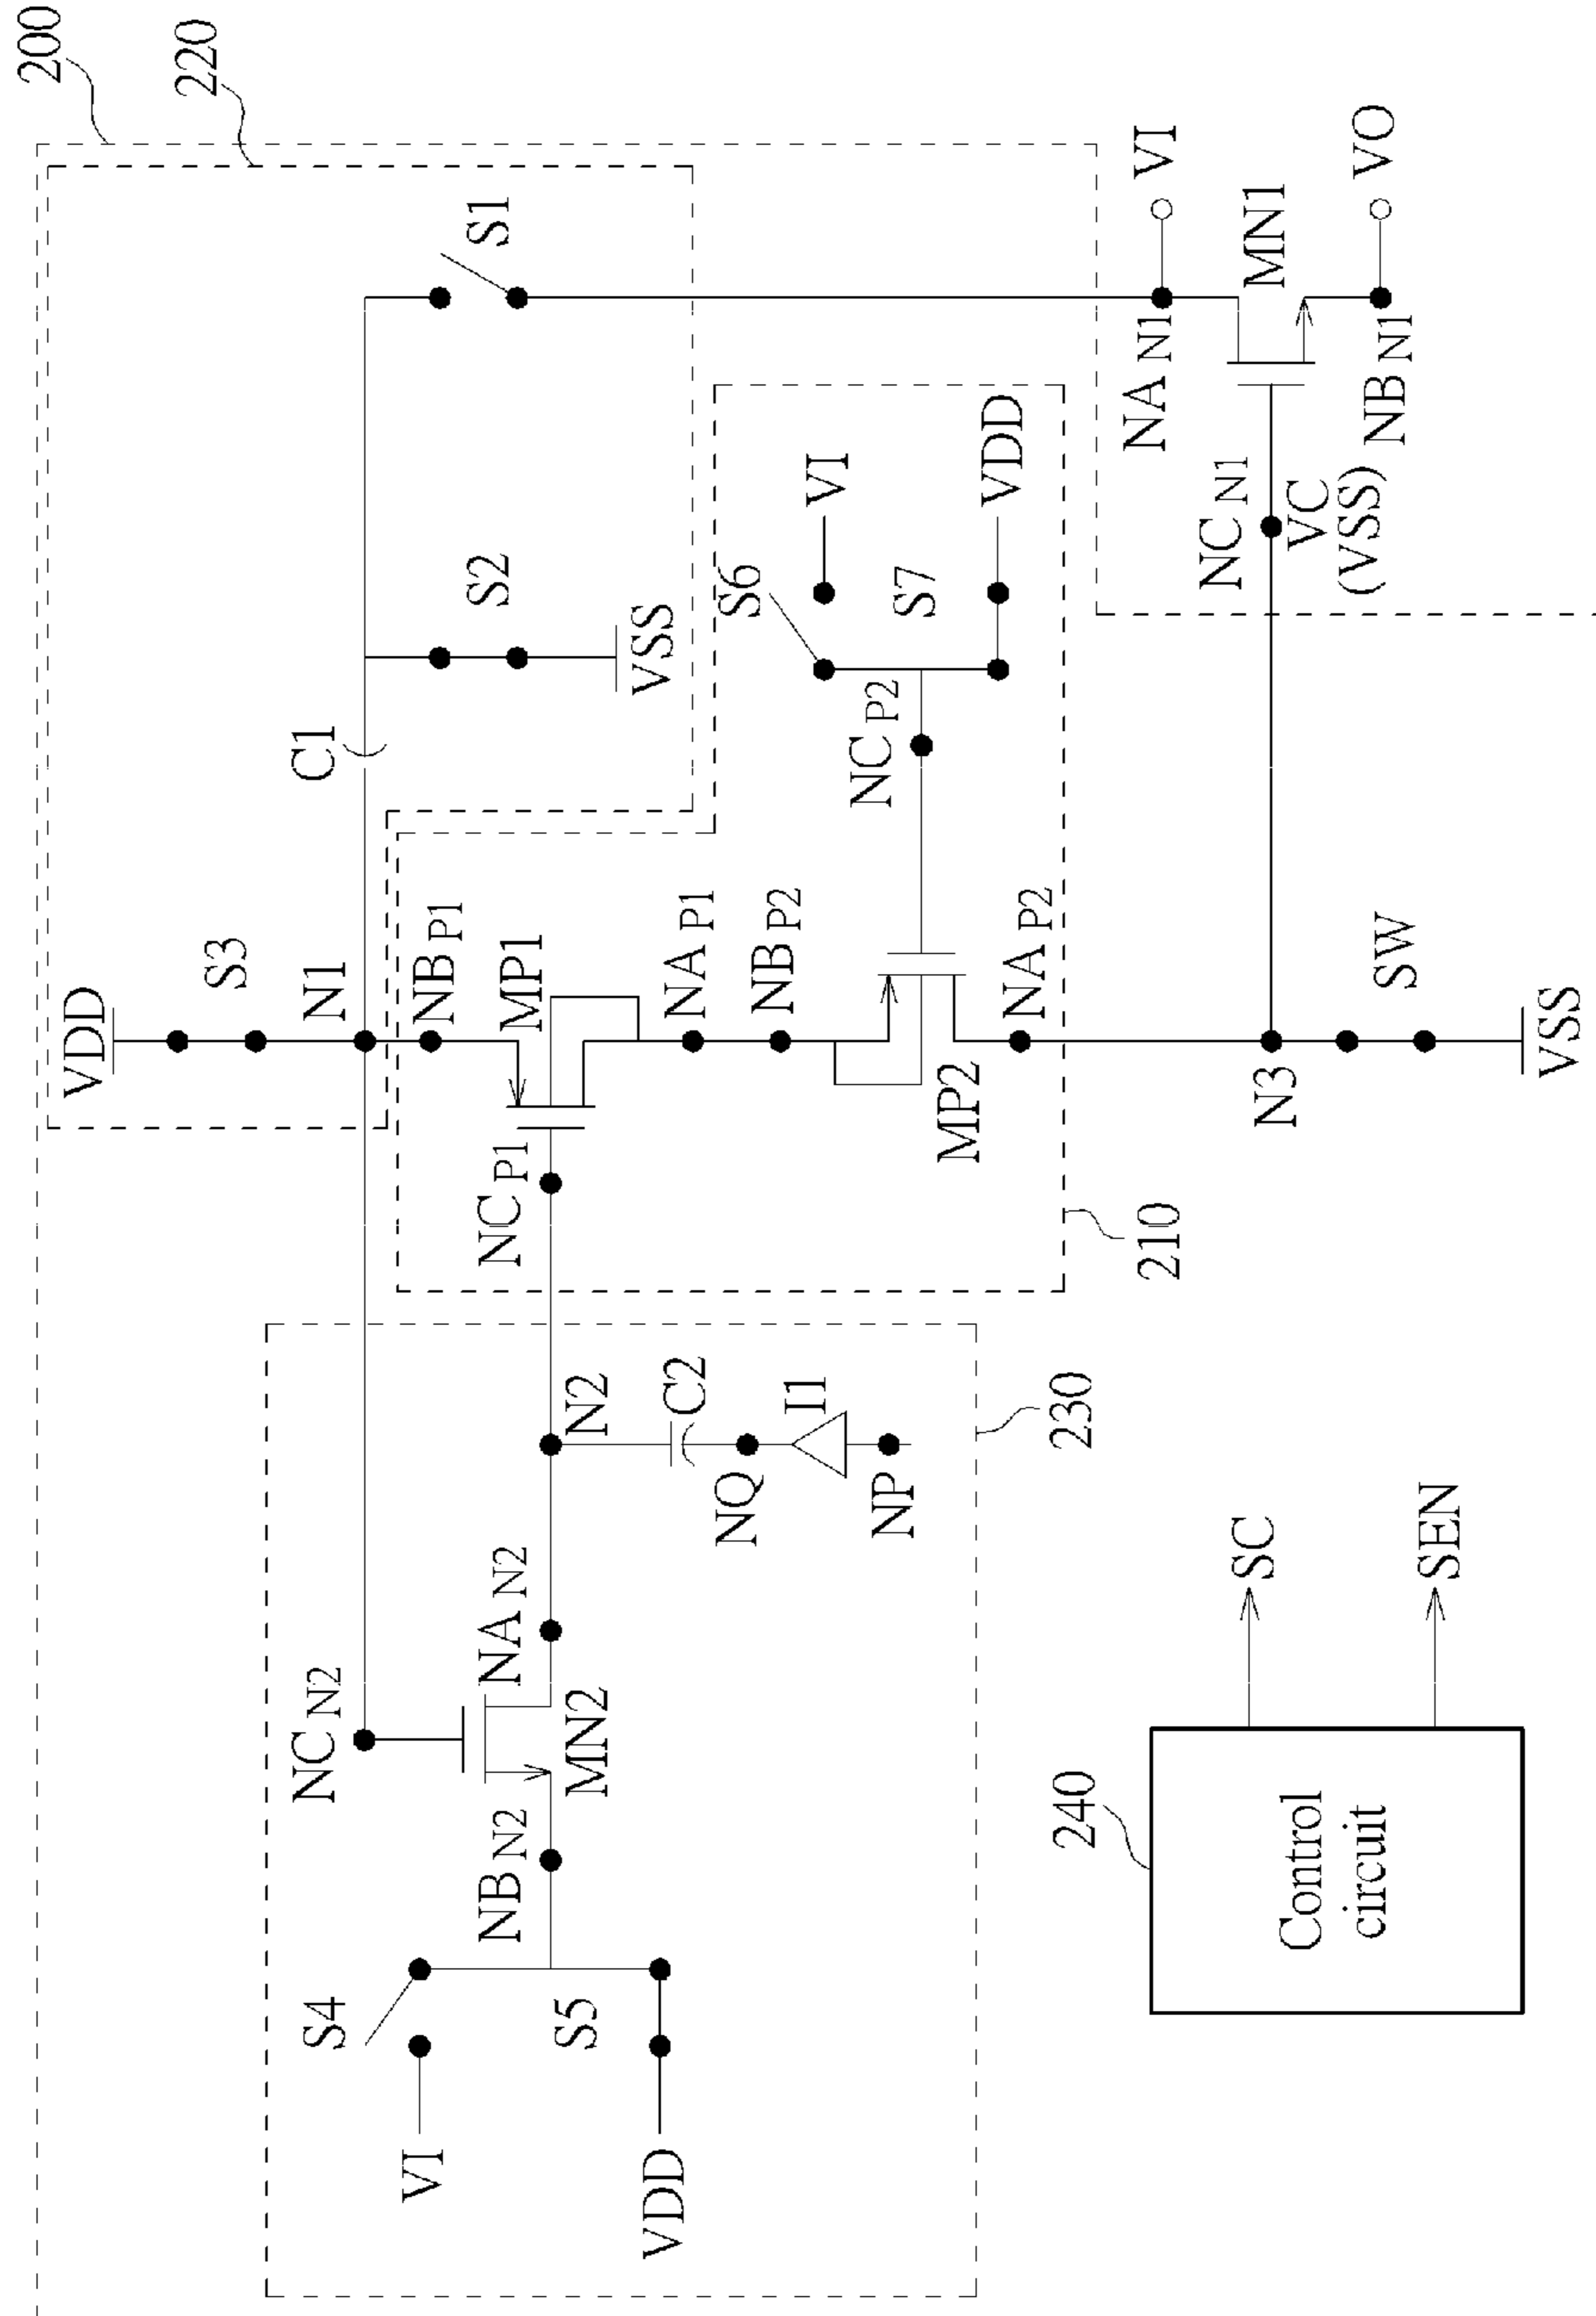 200
220
VDD
S3
N1
C1
S2
VSS
S1
NB P1
MP1
NC P1
NA P1
NB P2
MP2
NA P2
NC P2
S6
VI
S7
VDD
210
NC N2
NA N2
MN2
NB N2
S4
VI
S5
VDD
N2
C2
NQ
I1
NP
230
NA N1
VI
MN1
NC N1
VC
(VSS)
NB N1
VO
N3
SW
VSS
240
Control
circuit
SC
SEN